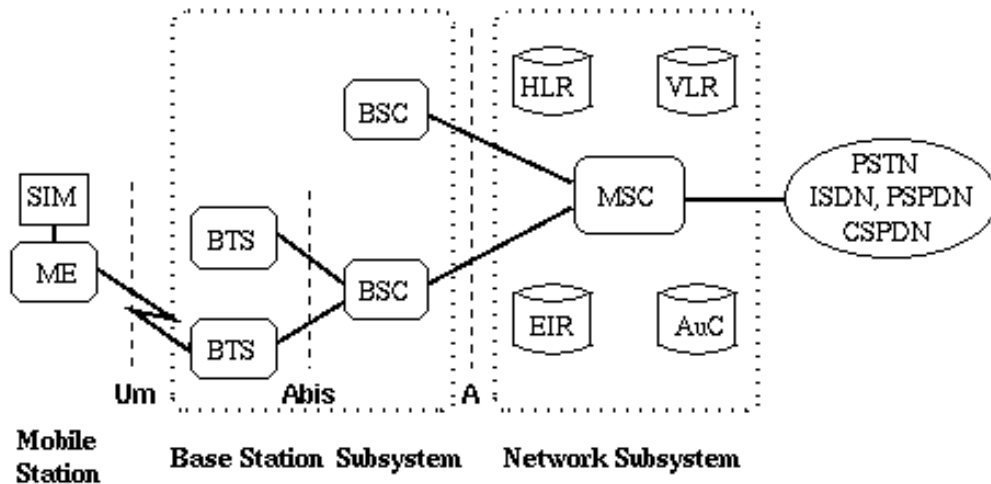 HLR
VLR
BSC
SIM
ME
BTS
MSC
PSTN
ISDN, PSPDN
CSPDN
BSC
BTS
EIR
AuC
Um
Abis
A
Mobile
Station
Base Station Subsystem
Network Subsystem